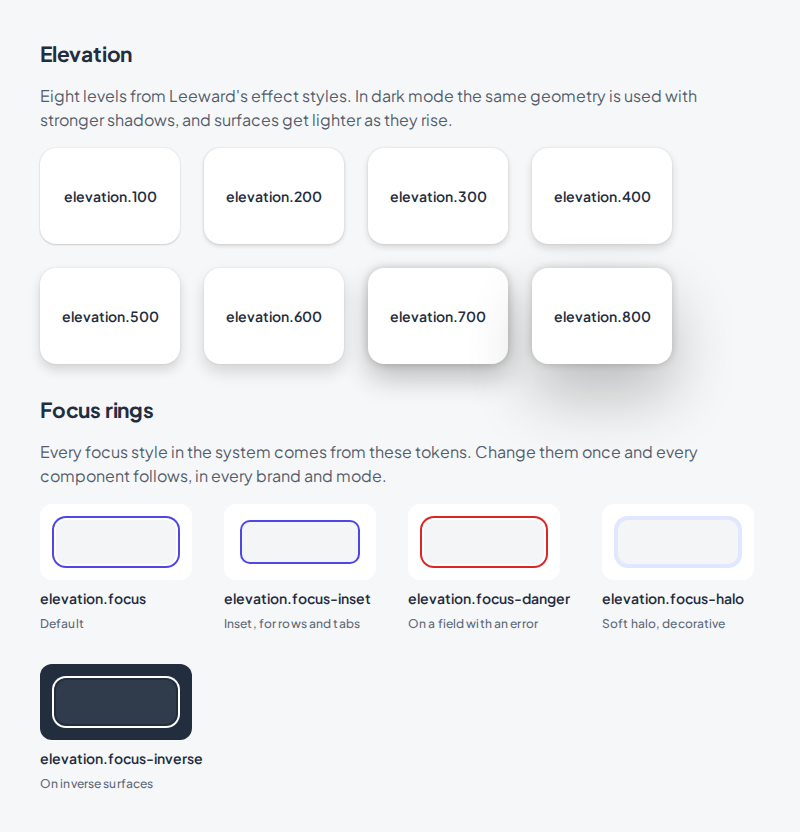 Elevation
Eight levels from Leeward's effect styles. In dark mode the same geometry is used with
stronger shadows, and surfaces get lighter as they rise.
elevation.100
elevation.200
elevation.300
elevation.400
elevation.500
elevation.600
elevation.700
elevation.800
Focus rings
Every focus style in the system comes from these tokens. Change them once and every
component follows, in every brand and mode.
elevation.focus
elevation.focus-inset
elevation.focus-danger
elevation.focus-halo
Default
Inset, for rows and tabs
On a field with an error
Soft halo, decorative
elevation.focus-inverse
On inverse surfaces